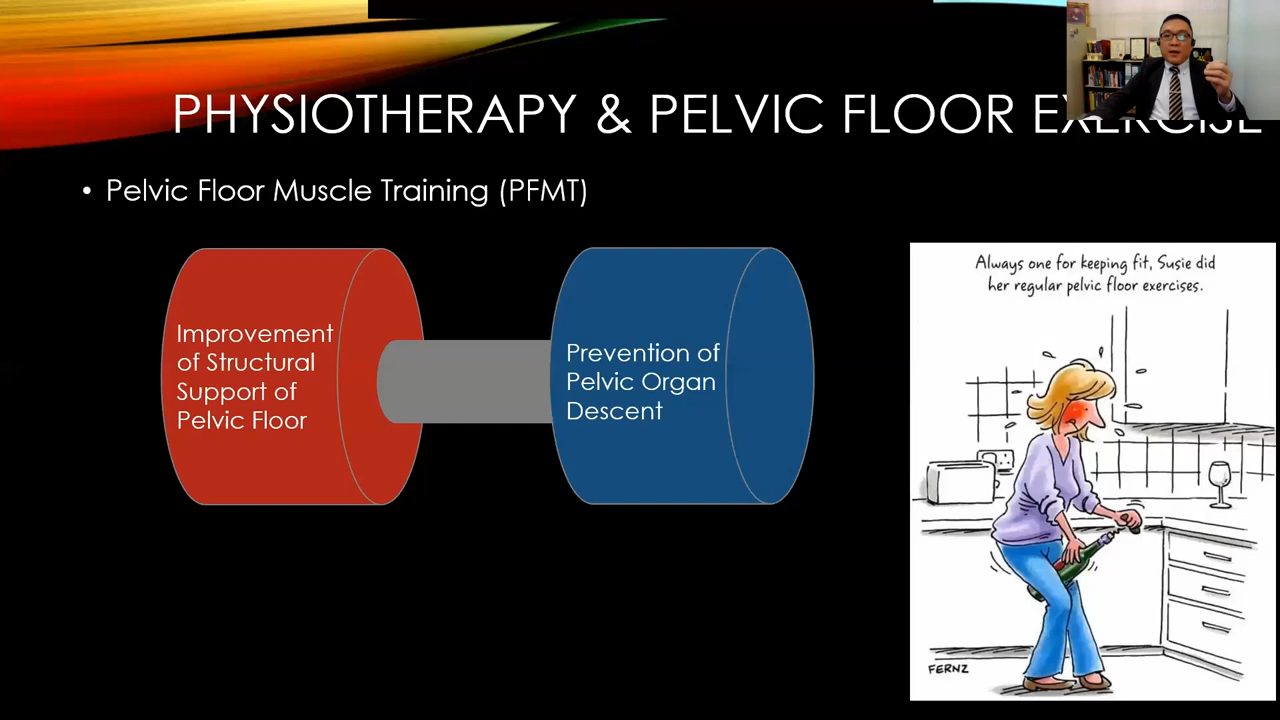 PHYSIOTHERAPY & PELVIC FLOOR EXERCISE
• Pelvic Floor Muscle Training (PFMT)
Improvement
of Structural
Support of
Pelvic Floor
Prevention of
Pelvic Organ
Descent
Always one for keeping fit, Susie did
her regular pelvic floor exercises.
FERNZ